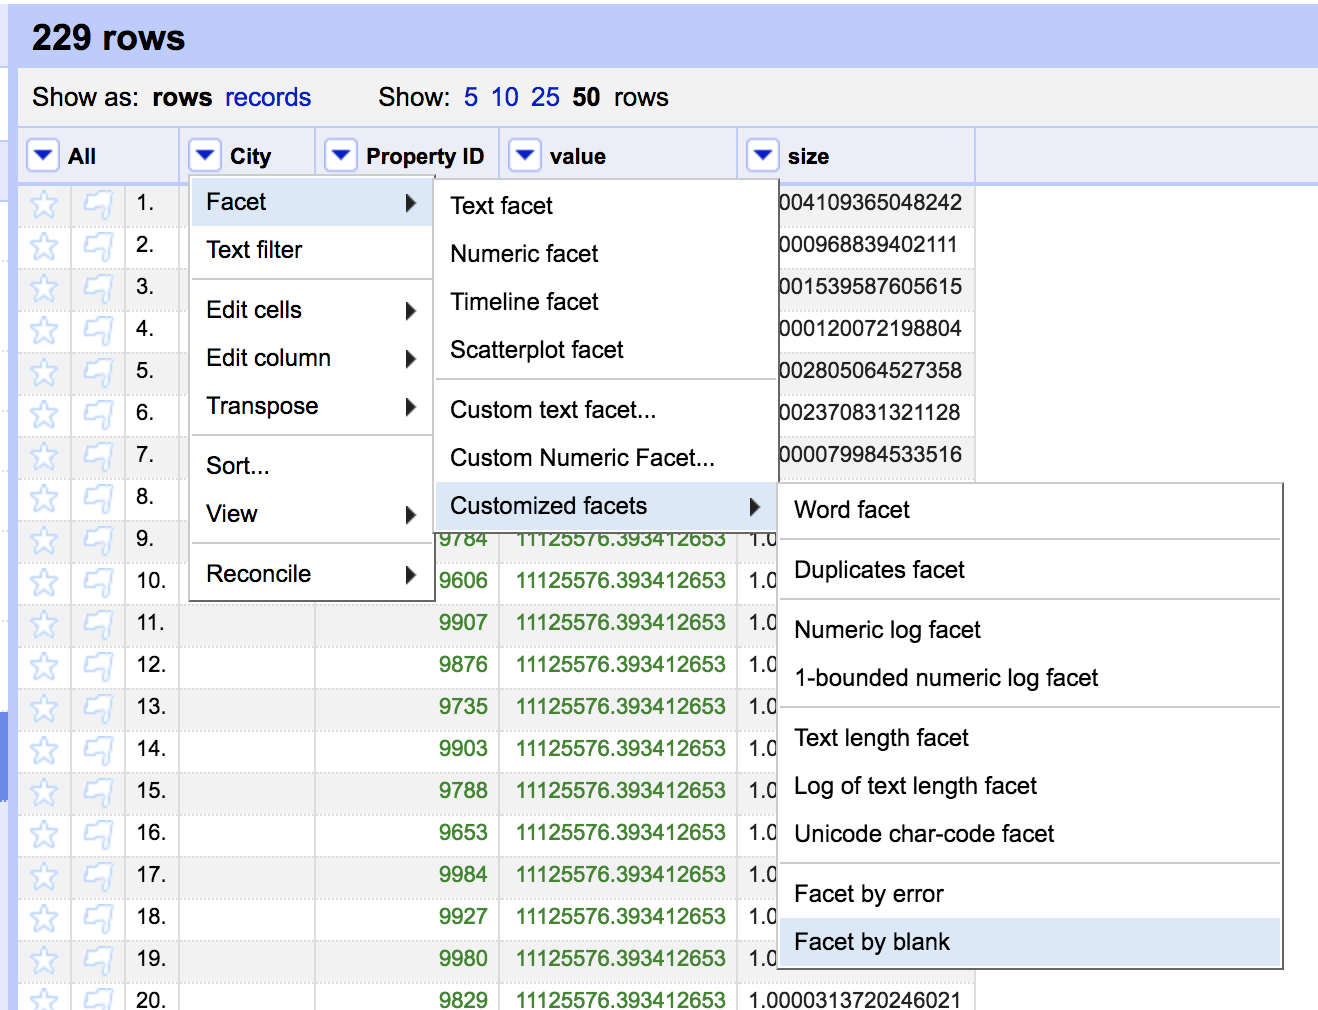 229 rows
Show as: rows records Show: 5 10 25 50 rows
All City Property ID value size
Facet
Text filter
Edit cells
Edit column
Transpose
Sort...
View
Reconcile
Text facet
Numeric facet
Timeline facet
Scatterplot facet
Custom text facet...
Custom Numeric Facet...
Customized facets
Word facet
Duplicates facet
Numeric log facet
1-bounded numeric log facet
Text length facet
Log of text length facet
Unicode char-code facet
Facet by error
Facet by blank
1. 004109365048242
2. 000968839402111
3. 001539587605615
4. 000120072198804
5. 002805064527358
6. 002370831321128
7. 000079984533516
8.
9. 9784 11125576.393412653 1.0
10. 9606 11125576.393412653 1.0
11. 9907 11125576.393412653 1.0
12. 9876 11125576.393412653 1.0
13. 9735 11125576.393412653 1.0
14. 9903 11125576.393412653 1.0
15. 9788 11125576.393412653 1.0
16. 9653 11125576.393412653 1.0
17. 9984 11125576.393412653 1.0
18. 9927 11125576.393412653 1.0
19. 9980 11125576.393412653 1.0
20. 9829 11125576.393412653 1.0000313720246021